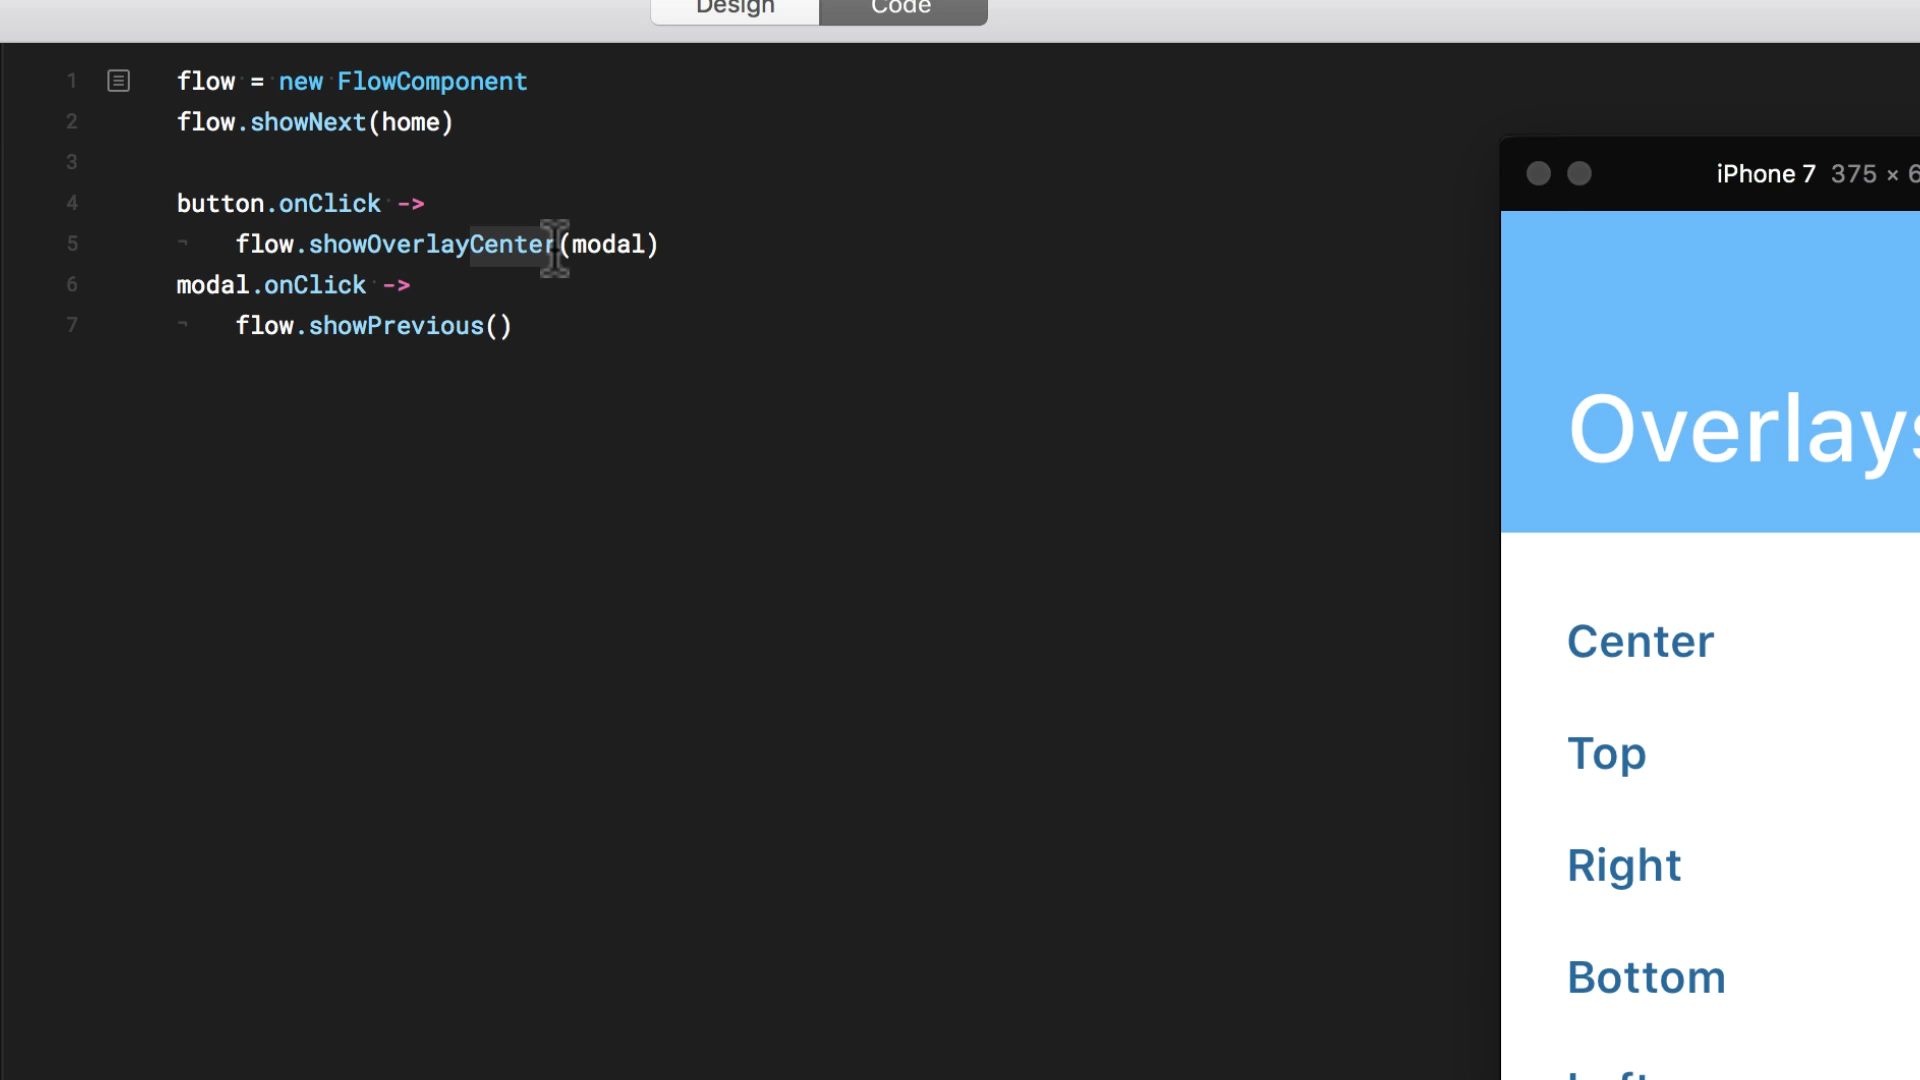 Design Code
1 flow = new FlowComponent
2 flow.showNext(home)
3
4 button.onClick ->
5 ¬ flow.showOverlayCenter(modal)
6 modal.onClick ->
7 ¬ flow.showPrevious()
iPhone 7 375 × 6
Overlays
Center
Top
Right
Bottom